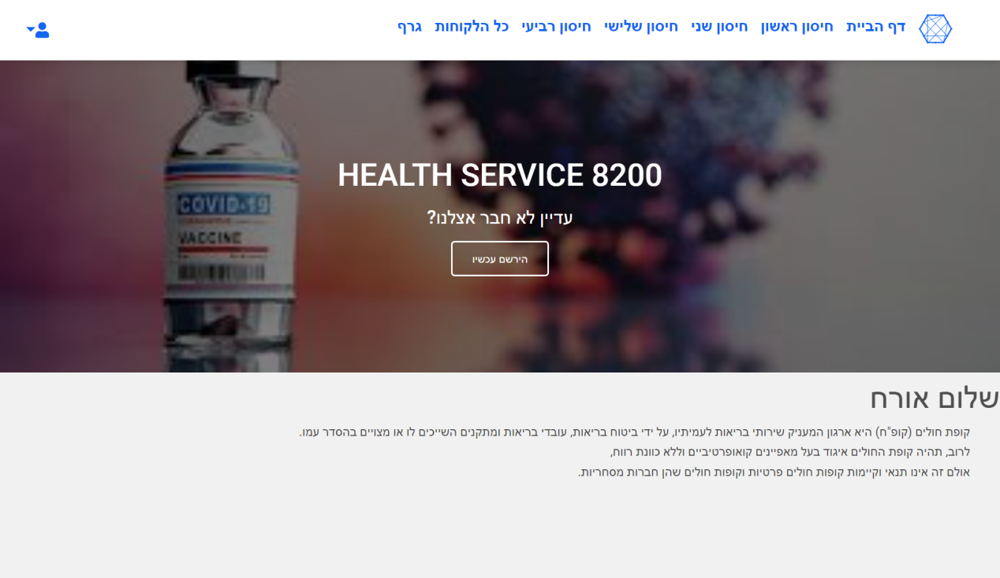 דף הבית
חיסון ראשון
חיסון שני
חיסון שלישי
חיסון רביעי
כל הלקוחות
גרף
COVID-19
VACCINE
HEALTH SERVICE 8200
עדיין לא חבר אצלנו?
הירשם עכשיו
שלום אורח
קופת חולים (קופ"ח) היא ארגון המעניק שירותי בריאות לעמיתיו, על ידי ביטוח בריאות, עובדי בריאות ומתקנים השייכים לו או מצויים בהסדר עמו.
לרוב, תהיה קופת החולים איגוד בעל מאפיינים קואופרטיביים וללא כוונת רווח,
אולם זה אינו תנאי וקיימות קופות חולים פרטיות וקופות חולים שהן חברות מסחריות.